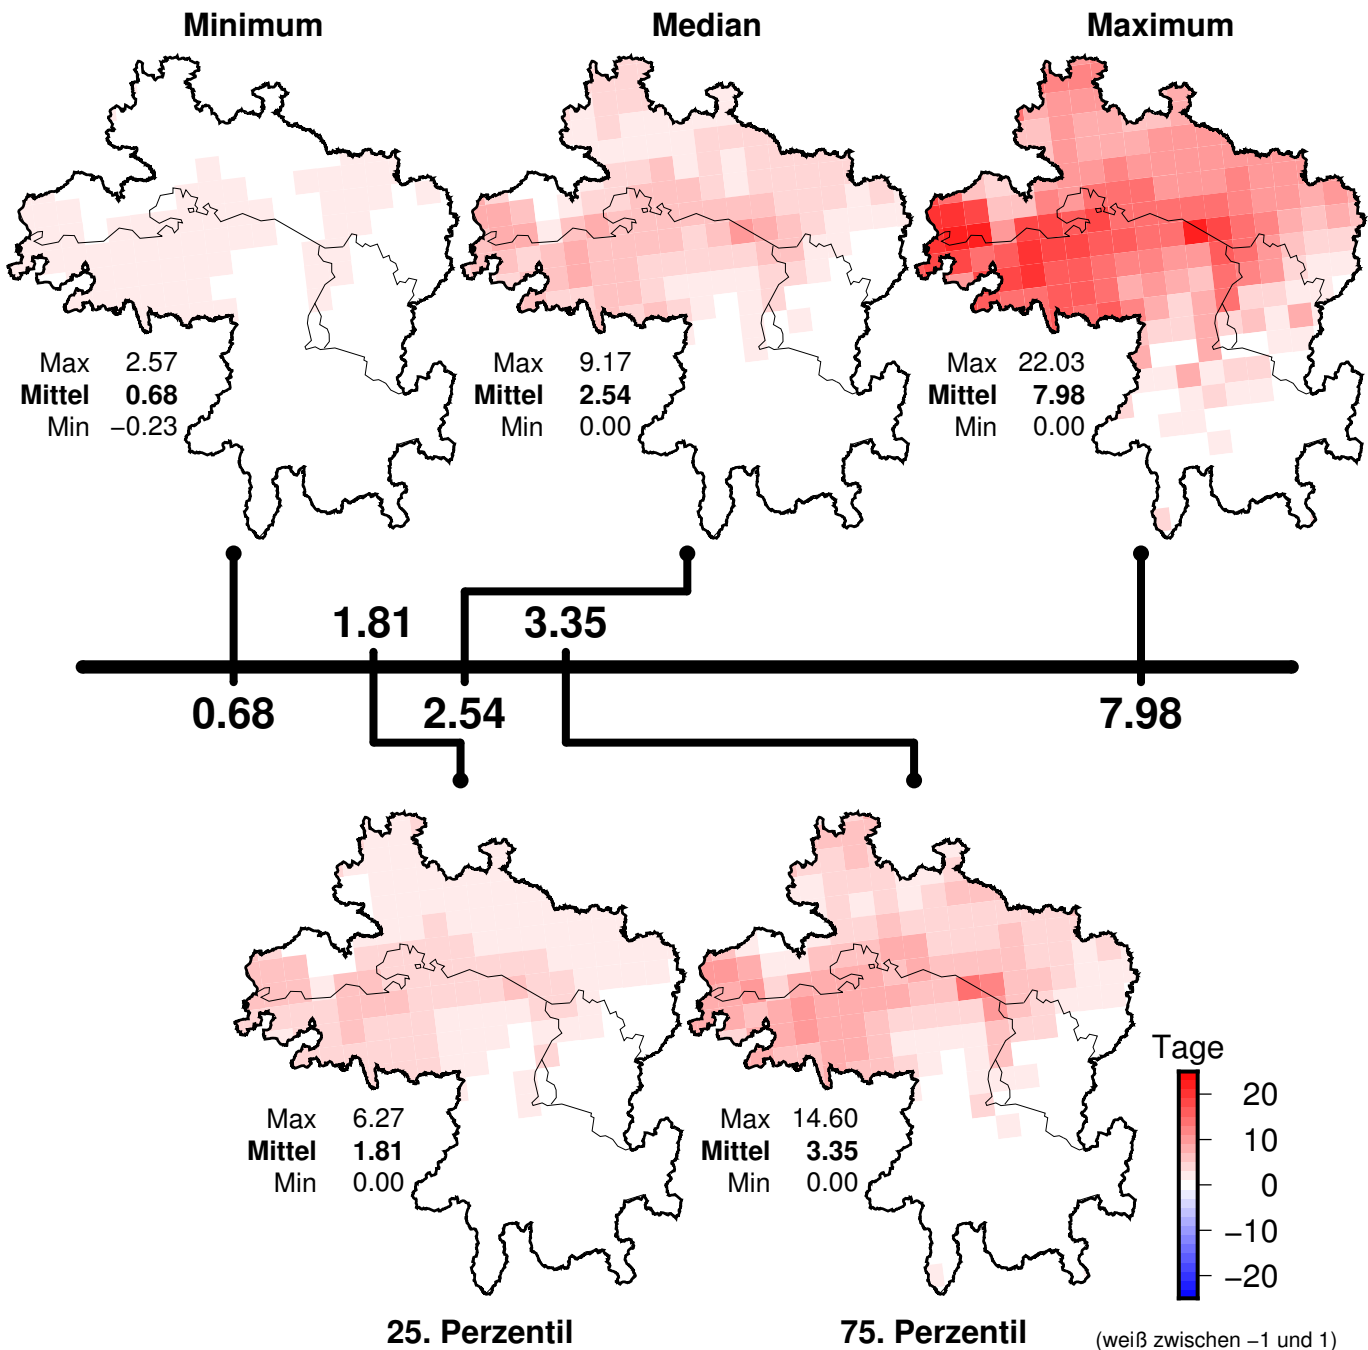 Minimum
Median
Maximum
Max 2.57
Mittel 0.68
Min −0.23
Max 9.17
Mittel 2.54
Min 0.00
Max 22.03
Mittel 7.98
Min 0.00
1.81
3.35
0.68
2.54
7.98
Max 6.27
Mittel 1.81
Min 0.00
Max 14.60
Mittel 3.35
Min 0.00
Tage
20
10
0
−10
−20
25. Perzentil
75. Perzentil
(weiß zwischen −1 und 1)